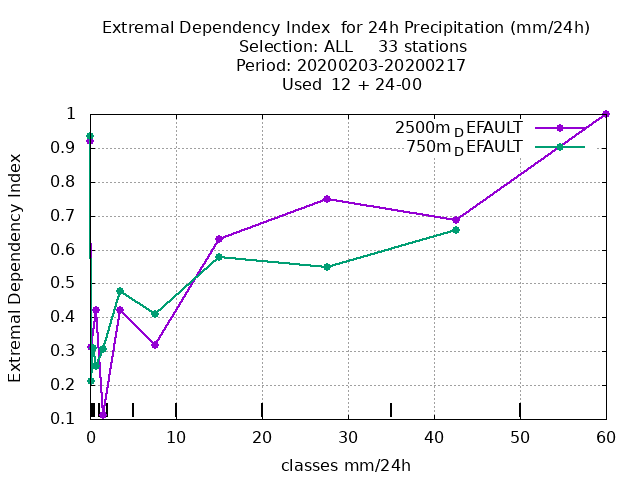 Extremal Dependency Index  for 24h Precipitation (mm/24h)
Selection: ALL     33 stations
Period: 20200203-20200217
Used  12 + 24-00
2500m_DEFAULT
750m_DEFAULT
Extremal Dependency Index
1
0.9
0.8
0.7
0.6
0.5
0.4
0.3
0.2
0.1
0 10 20 30 40 50 60
classes mm/24h